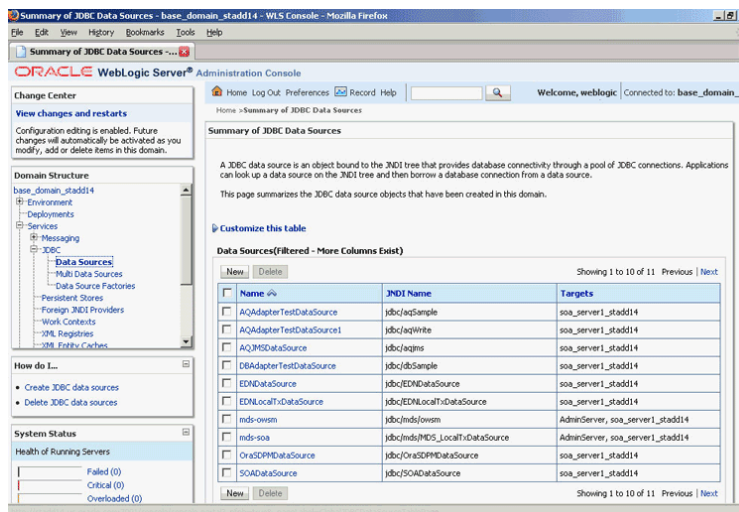 Summary of JDBC Data Sources - base_domain_stadd14 - WLS Console - Mozilla Firefox
File Edit View History Bookmarks Tools Help
Summary of JDBC Data Sources -...
ORACLE WebLogic Server® Administration Console
Change Center
View changes and restarts
Configuration editing is enabled. Future
changes will automatically be activated as you
modify, add or delete items in this domain.
Domain Structure
base_domain_stadd14
Environment
Deployments
Services
Messaging
JDBC
Data Sources
Multi Data Sources
Data Source Factories
Persistent Stores
Foreign JNDI Providers
Work Contexts
XML Registries
XML Entity Caches
How do I...
Create JDBC data sources
Delete JDBC data sources
System Status
Health of Running Servers
Failed (0)
Critical (0)
Overloaded (0)
Home Log Out Preferences Record Help
Welcome, weblogic Connected to: base_domain_
Home >Summary of JDBC Data Sources
Summary of JDBC Data Sources
A JDBC data source is an object bound to the JNDI tree that provides database connectivity through a pool of JDBC connections. Applications
can look up a data source on the JNDI tree and then borrow a database connection from a data source.
This page summarizes the JDBC data source objects that have been created in this domain.
Customize this table
Data Sources(Filtered - More Columns Exist)
New Delete Showing 1 to 10 of 11 Previous | Next
Name JNDI Name Targets
AQAdapterTestDataSource jdbc/aqSample soa_server1_stadd14
AQAdapterTestDataSource1 jdbc/aqWrite soa_server1_stadd14
AQJMSDataSource jdbc/aqjms soa_server1_stadd14
DBAdapterTestDataSource jdbc/dbSample soa_server1_stadd14
EDNDataSource jdbc/EDNDataSource soa_server1_stadd14
EDNLocalTxDataSource jdbc/EDNLocalTxDataSource soa_server1_stadd14
mds-owsm jdbc/mds/owsm AdminServer, soa_server1_stadd14
mds-soa jdbc/mds/MDS_LocalTxDataSource AdminServer, soa_server1_stadd14
OraSDPMDataSource jdbc/OraSDPMDataSource soa_server1_stadd14
SOADataSource jdbc/SOADataSource soa_server1_stadd14
New Delete Showing 1 to 10 of 11 Previous | Next